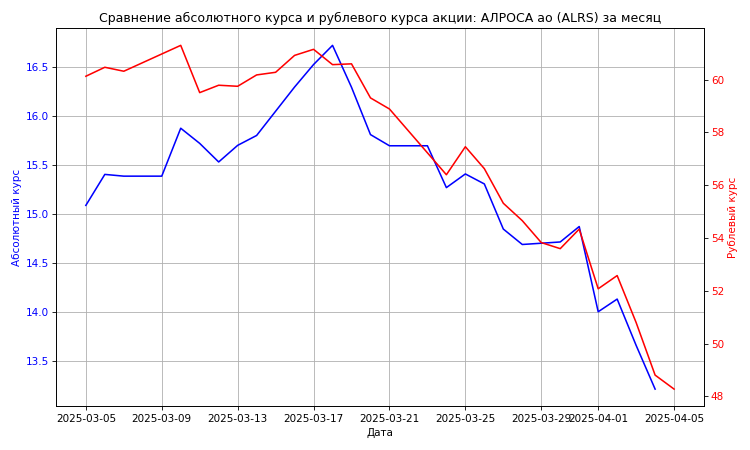 Сравнение абсолютного курса и рублевого курса акции: АЛРОСА ао (ALRS) за месяц
16.5
16.0
15.5
15.0
14.5
14.0
13.5
Абсолютный курс
60
58
56
54
52
50
48
Рублевый курс
2025-03-05 2025-03-09 2025-03-13 2025-03-17 2025-03-21 2025-03-25 2025-03-29 2025-04-01 2025-04-05
Дата